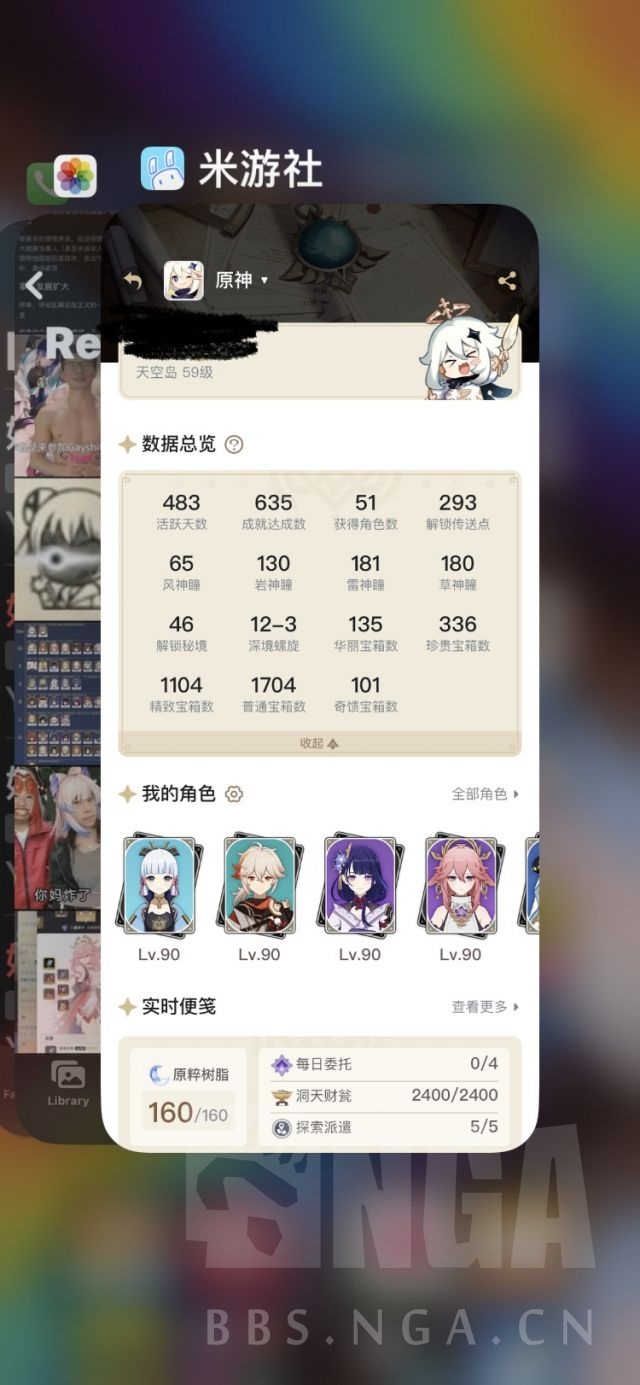 米游社
原神
天空岛 59级
数据总览
483 635 51 293
活跃天数 成就达成数 获得角色数 解锁传送点
65 130 181 180
风神瞳 岩神瞳 雷神瞳 草神瞳
46 12-3 135 336
解锁秘境 深境螺旋 华丽宝箱数 珍贵宝箱数
1104 1704 101
精致宝箱数 普通宝箱数 奇馈宝箱数
收起
我的角色 全部角色
Lv.90 Lv.90 Lv.90 Lv.90
实时便笺 查看更多
原粹树脂
160/160
每日委托 0/4
洞天财瓮 2400/2400
探索派遣 5/5
Re
你妈炸了
Library
NGA
BBS.NGA.CN